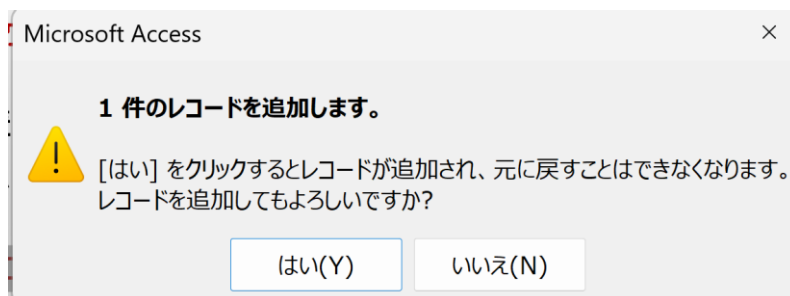 Microsoft Access
1 件のレコードを追加します。
[はい] をクリックするとレコードが追加され、元に戻すことはできなくなります。
レコードを追加してもよろしいですか?
はい(Y)
いいえ(N)